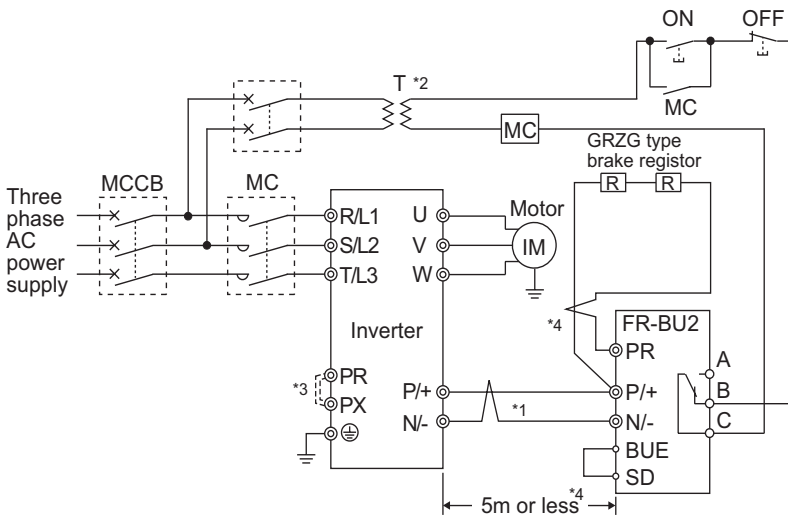 ON
OFF
T *2
MC
MC
GRZG type
brake registor
R
R
MCCB
MC
Three
phase
AC
power
supply
R/L1
S/L2
T/L3
U
V
W
Motor
IM
Inverter
*4
FR-BU2
PR
A
*3
PR
PX
P/+
N/-
*1
P/+
B
N/-
C
BUE
SD
5m or less
*4